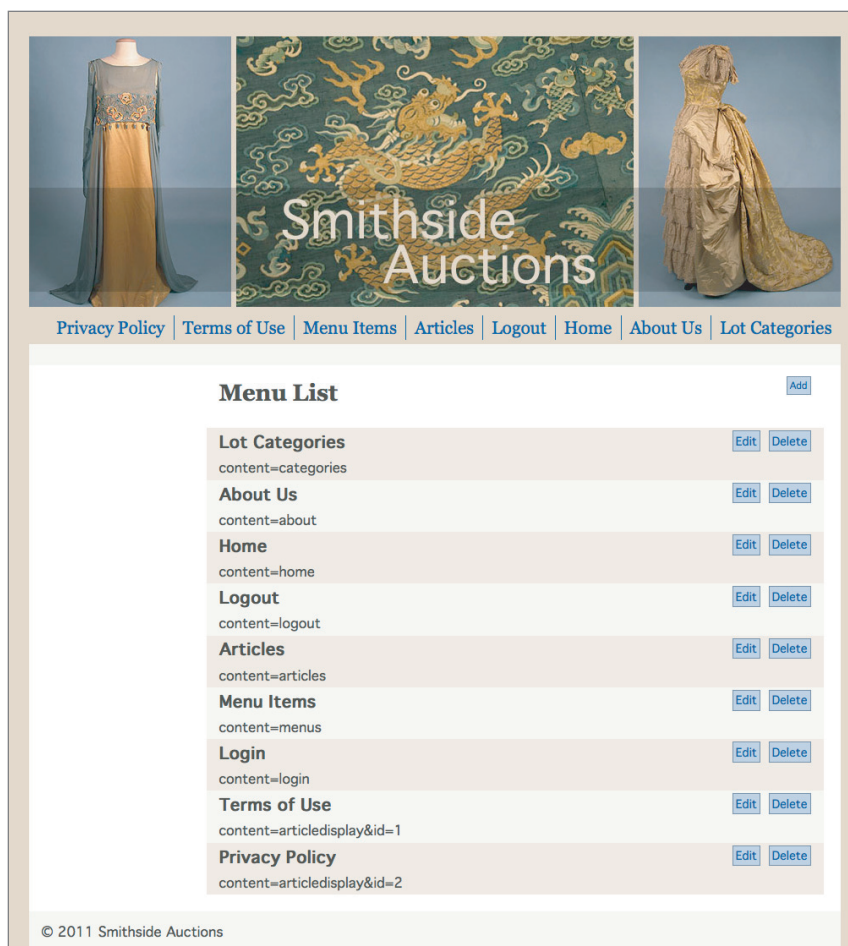 Smithside
Auctions
Privacy Policy Terms of Use Menu Items Articles Logout Home About Us Lot Categories
Menu List Add
Lot Categories Edit Delete
content=categories
About Us Edit Delete
content=about
Home Edit Delete
content=home
Logout Edit Delete
content=logout
Articles Edit Delete
content=articles
Menu Items Edit Delete
content=menus
Login Edit Delete
content=login
Terms of Use Edit Delete
content=articledisplay&id=1
Privacy Policy Edit Delete
content=articledisplay&id=2
© 2011 Smithside Auctions